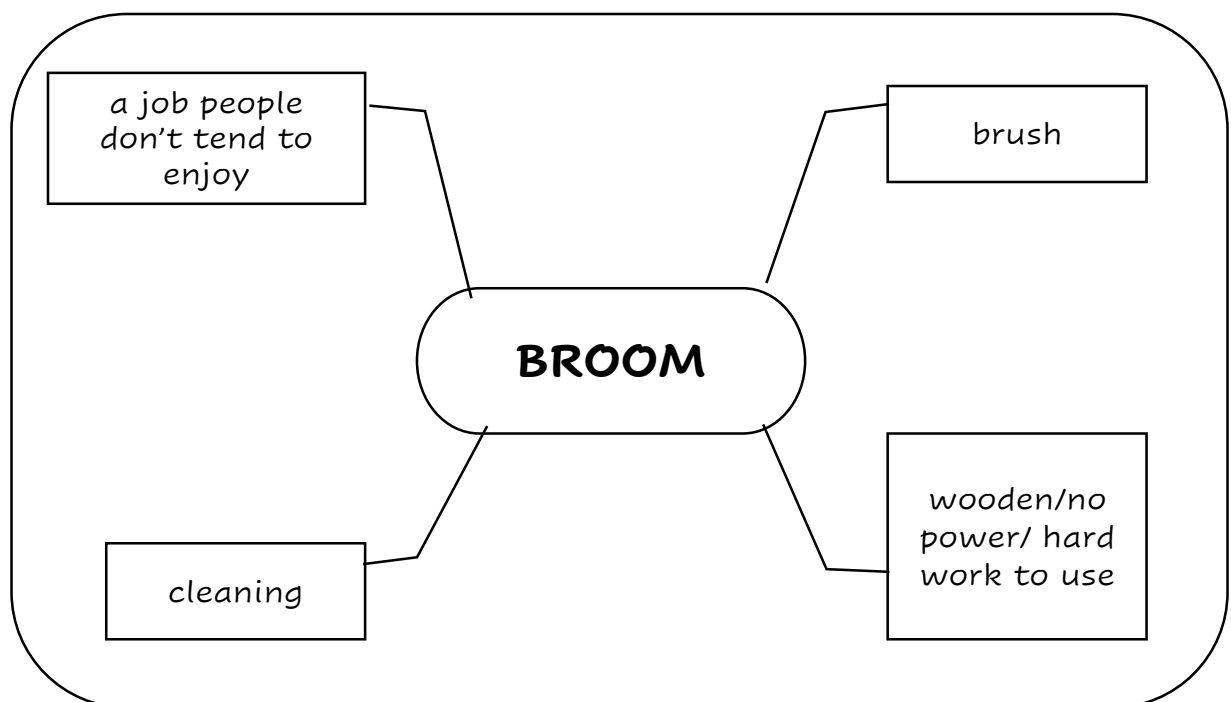 a job people
don't tend to
enjoy
brush
BROOM
wooden/no
power/ hard
work to use
cleaning